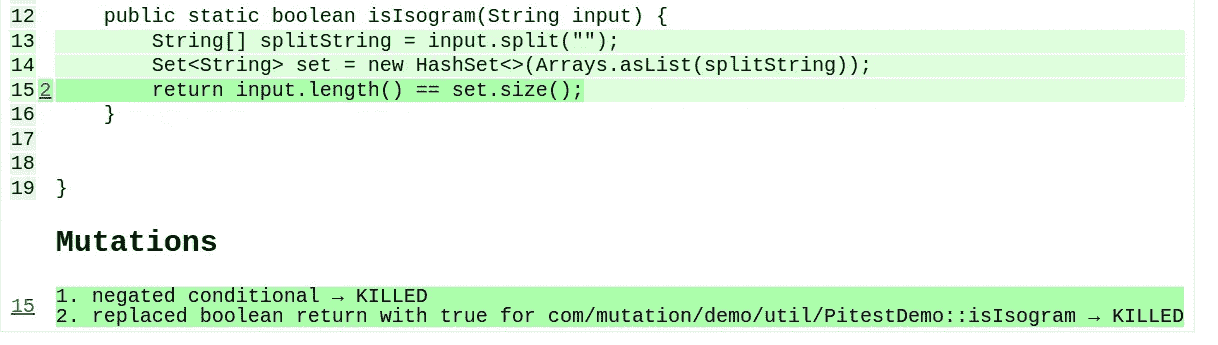 12 public static boolean isIsogram(String input) {
13 String[] splitString = input.split("");
14 Set<String> set = new HashSet<>(Arrays.asList(splitString));
15 2 return input.length() == set.size();
16 }
17
18
19 }
Mutations
15 1. negated conditional → KILLED
2. replaced boolean return with true for com/mutation/demo/util/PitestDemo::isIsogram → KILLED